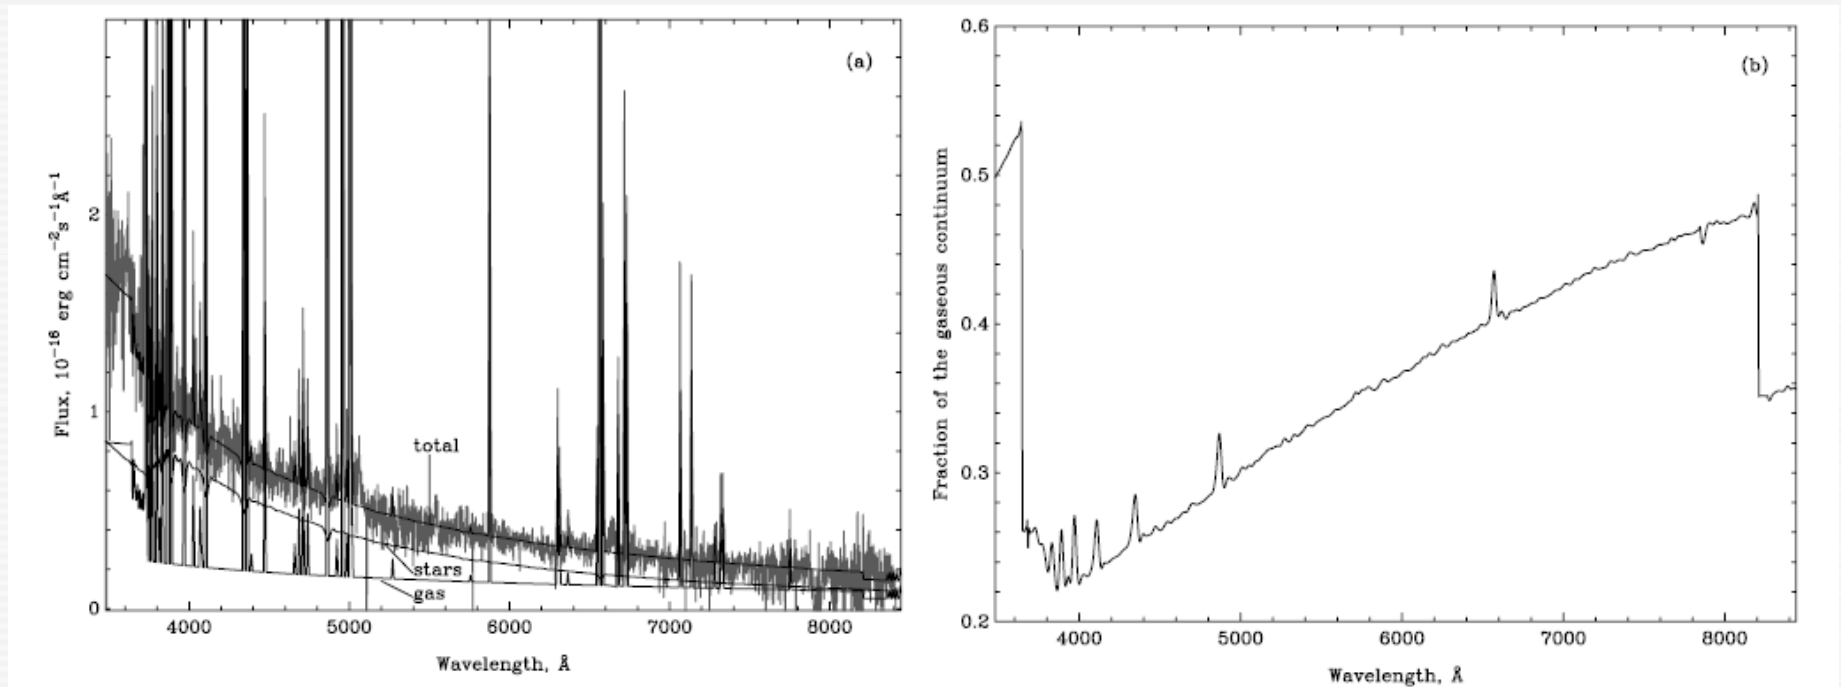 (a)
Flux, 10⁻¹⁶ erg cm⁻²s⁻¹Å⁻¹
2
1
0
total
stars
gas
4000 5000 6000 7000 8000
Wavelength, Å
(b)
Fraction of the gaseous continuum
0.6
0.5
0.4
0.3
0.2
4000 5000 6000 7000 8000
Wavelength, Å